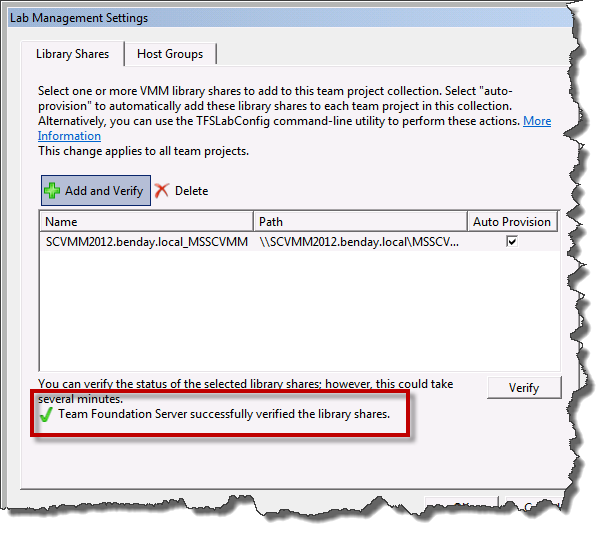 Lab Management Settings
Library Shares
Host Groups
Select one or more VMM library shares to add to this team project collection. Select "auto-
provision" to automatically add these library shares to each team project in this collection.
Alternatively, you can use the TFSLabConfig command-line utility to perform these actions. More
Information
This change applies to all team projects.
Add and Verify
Delete
Name
Path
Auto Provision
SCVMM2012.benday.local_MSSCVMM
\\SCVMM2012.benday.local\MSSCV...
You can verify the status of the selected library shares; however, this could take
several minutes.
Verify
Team Foundation Server successfully verified the library shares.